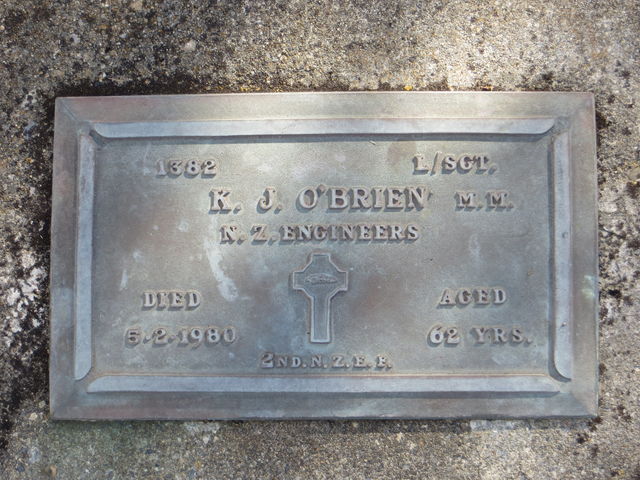 1382 L/SGT.
K. J. O'BRIEN M.M.
N. Z. ENGINEERS
DIED AGED
5.2.1980 62 YRS.
2ND. N.Z.E.F.